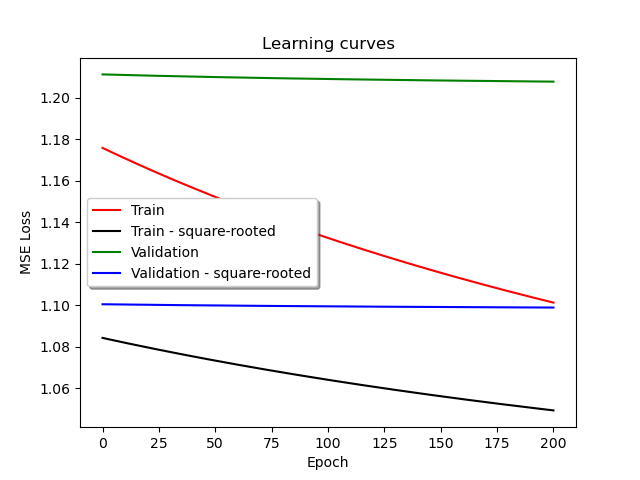 Learning curves
MSE Loss
1.20
1.18
1.16
1.14
1.12
1.10
1.08
1.06
Train
Train - square-rooted
Validation
Validation - square-rooted
0 25 50 75 100 125 150 175 200
Epoch